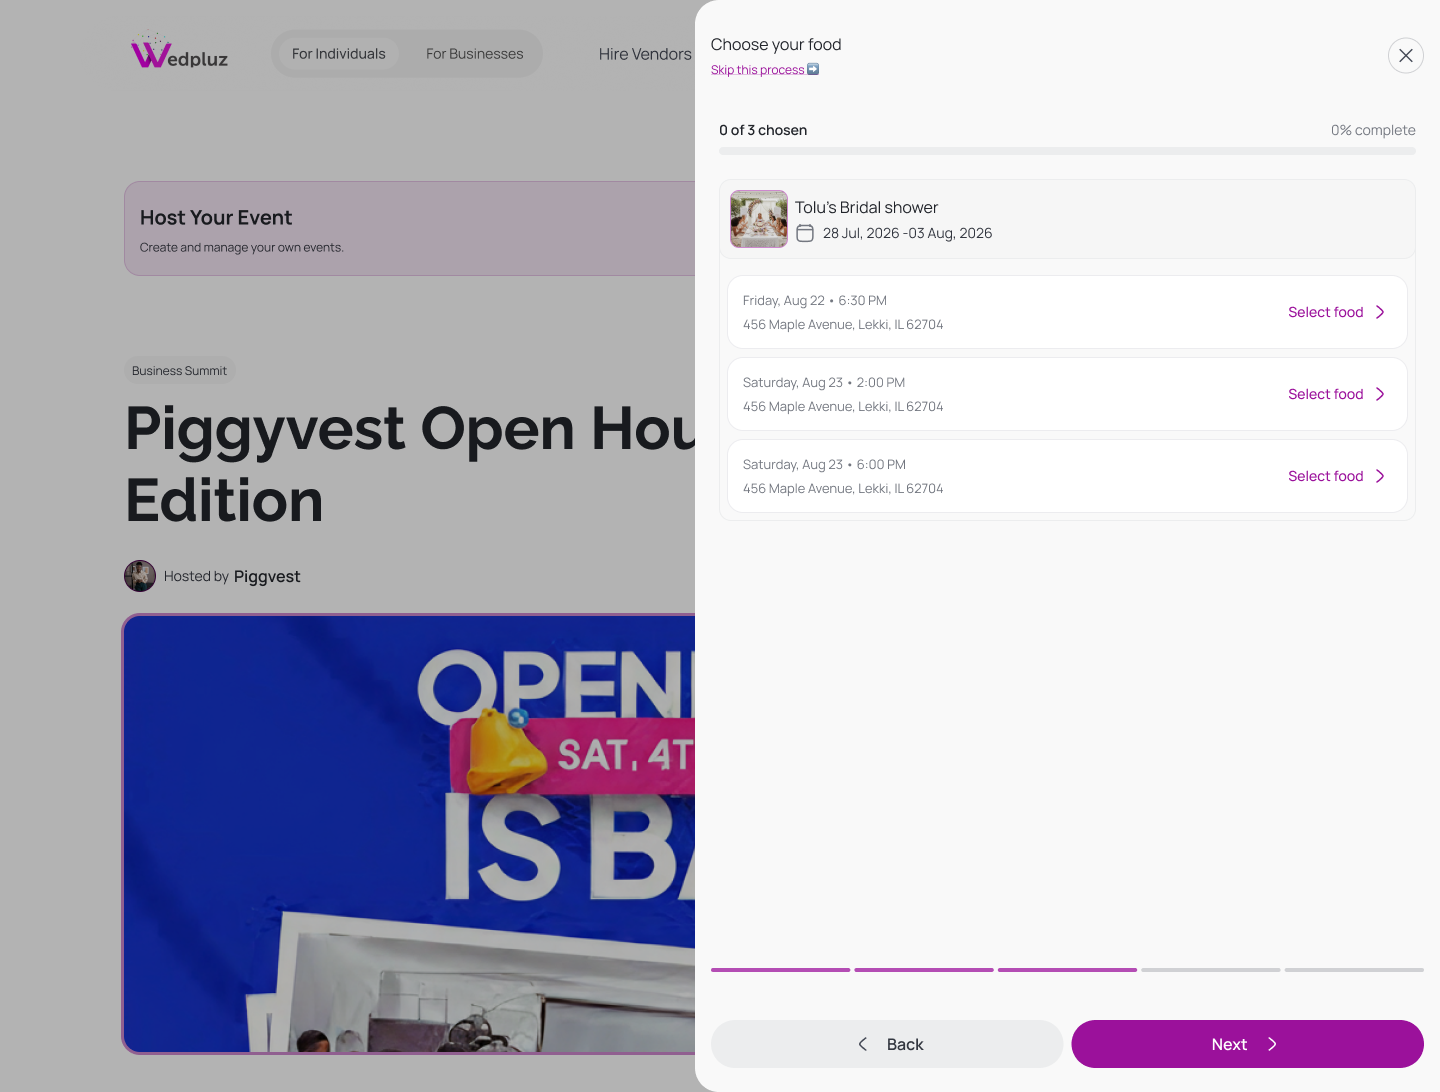 Wedpluz
For Individuals
For Businesses
Hire Vendors
Host Your Event
Create and manage your own events.
Business Summit
Piggyvest Open Hou
Edition
Hosted by Piggvest
OPEN
SAT, 4T
IS BA
Choose your food
Skip this process ➡️
0 of 3 chosen
0% complete
Tolu's Bridal shower
28 Jul, 2026 -03 Aug, 2026
Friday, Aug 22 • 6:30 PM
456 Maple Avenue, Lekki, IL 62704
Select food
Saturday, Aug 23 • 2:00 PM
456 Maple Avenue, Lekki, IL 62704
Select food
Saturday, Aug 23 • 6:00 PM
456 Maple Avenue, Lekki, IL 62704
Select food
Back
Next